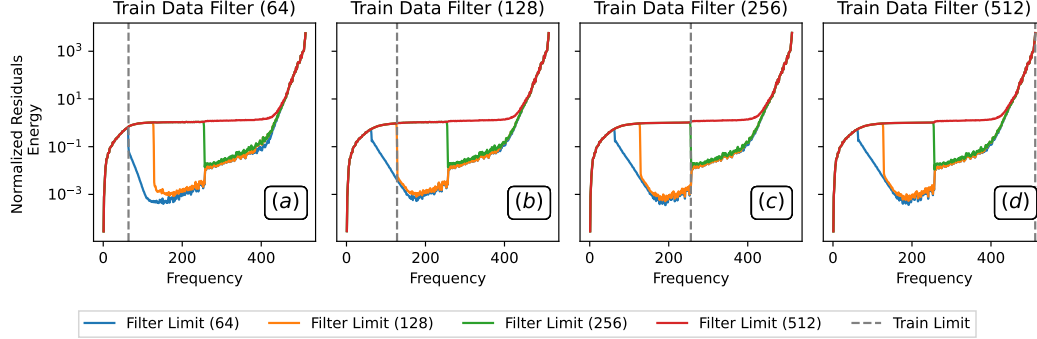 Train Data Filter (64) Train Data Filter (128) Train Data Filter (256) Train Data Filter (512)
Normalized Residuals
Energy
10³
10¹
10⁻¹
10⁻³
(a) (b) (c) (d)
0 200 400 0 200 400 0 200 400 0 200 400
Frequency Frequency Frequency Frequency
Filter Limit (64) Filter Limit (128) Filter Limit (256) Filter Limit (512) Train Limit